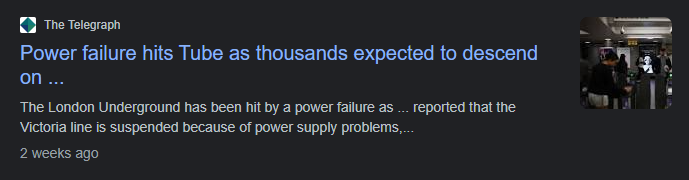 The Telegraph
Power failure hits Tube as thousands expected to descend
on ...
The London Underground has been hit by a power failure as ... reported that the
Victoria line is suspended because of power supply problems,...
2 weeks ago